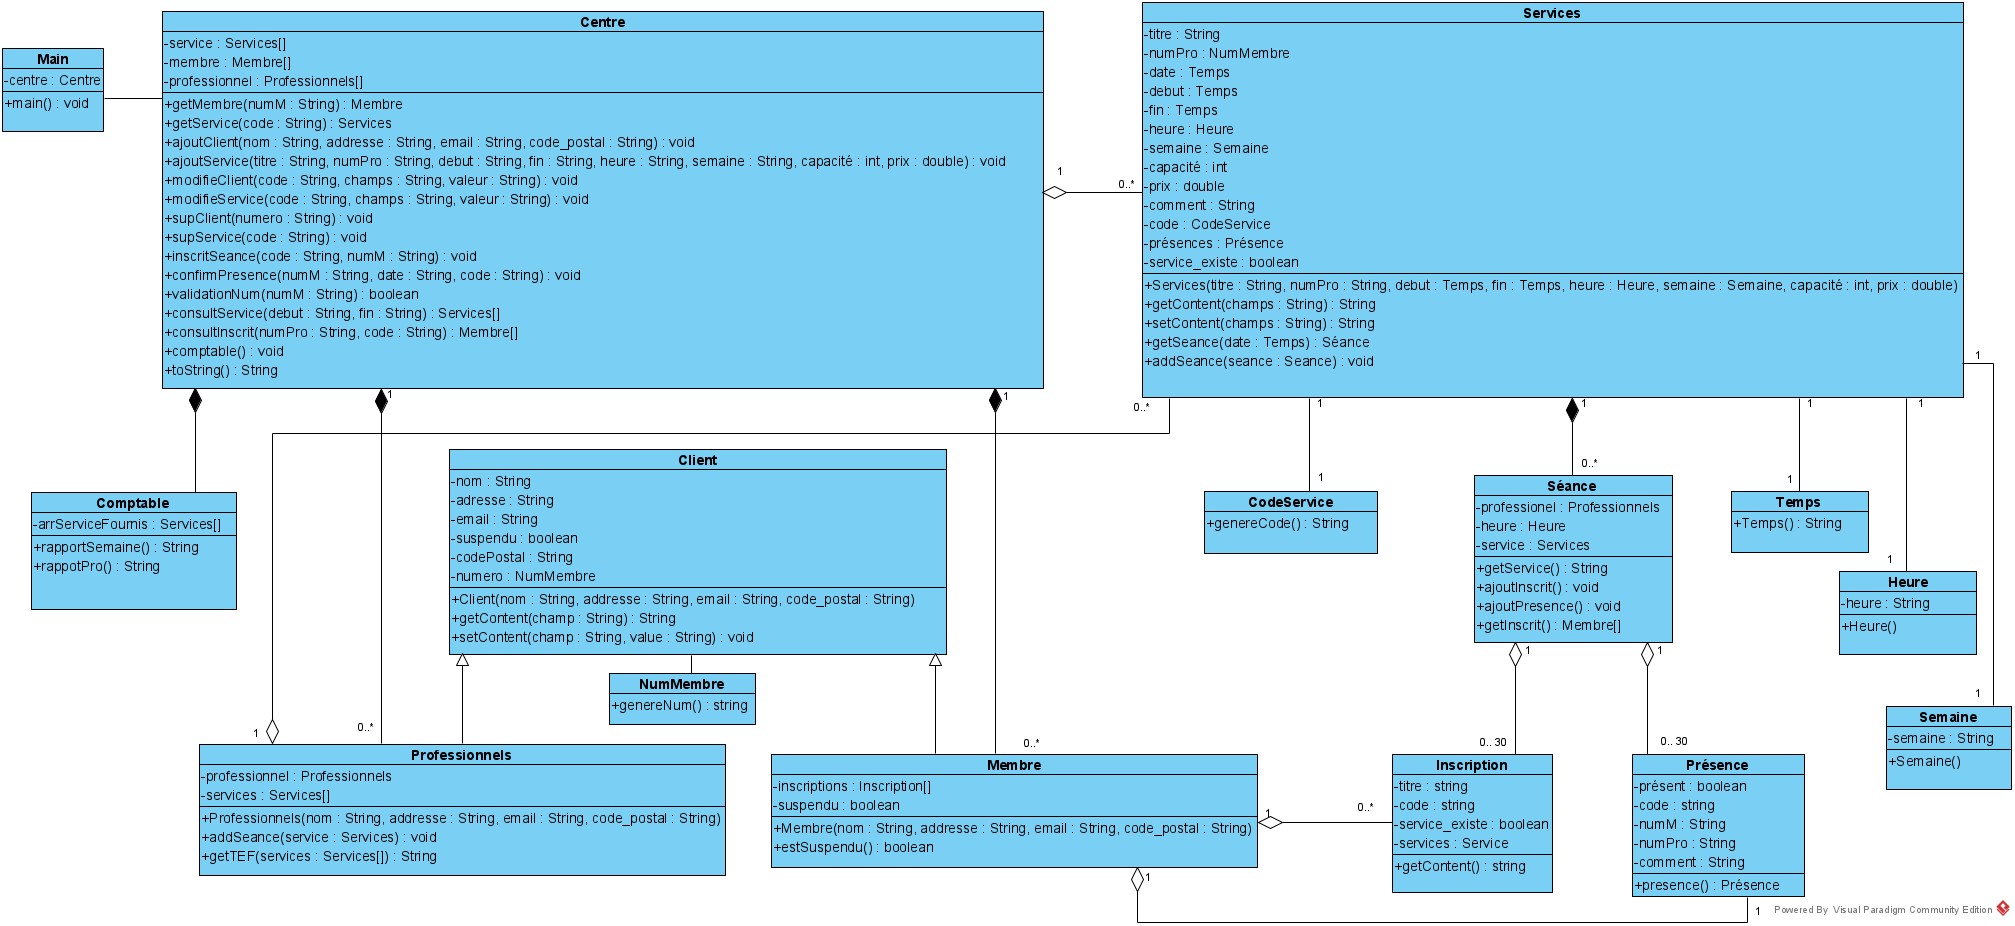 Main
-centre : Centre
+main() : void
Centre
-service : Services[]
-membre : Membre[]
-professionnel : Professionnels[]
+getMembre(numM : String) : Membre
+getService(code : String) : Services
+ajoutClient(nom : String, addresse : String, email : String, code_postal : String) : void
+ajoutService(titre : String, numPro : String, debut : String, fin : String, heure : String, semaine : String, capacité : int, prix : double) : void
+modifieClient(code : String, champs : String, valeur : String) : void
+modifieService(code : String, champs : String, valeur : String) : void
+supClient(numero : String) : void
+supService(code : String) : void
+inscritSeance(code : String, numM : String) : void
+confirmPresence(numM : String, date : String, code : String) : void
+validationNum(numM : String) : boolean
+consultService(debut : String, fin : String) : Services[]
+consultInscrit(numPro : String, code : String) : Membre[]
+comptable() : void
+toString() : String
1
0..*
Services
-titre : String
-numPro : NumMembre
-date : Temps
-debut : Temps
-fin : Temps
-heure : Heure
-semaine : Semaine
-capacité : int
-prix : double
-comment : String
-code : CodeService
-présences : Présence
-service_existe : boolean
+Services(titre : String, numPro : String, debut : Temps, fin : Temps, heure : Heure, semaine : Semaine, capacité : int, prix : double)
+getContent(champs : String) : String
+setContent(champs : String) : String
+getSeance(date : Temps) : Séance
+addSeance(seance : Seance) : void
1
1
1
0..*
1
1
1
1
Comptable
-arrServiceFournis : Services[]
+rapportSemaine() : String
+rappotPro() : String
Client
-nom : String
-adresse : String
-email : String
-suspendu : boolean
-codePostal : String
-numero : NumMembre
+Client(nom : String, addresse : String, email : String, code_postal : String)
+getContent(champ : String) : String
+setContent(champ : String, value : String) : void
1
CodeService
+genereCode() : String
0..*
Séance
-professionel : Professionnels
-heure : Heure
-service : Services
+getService() : String
+ajoutInscrit() : void
+ajoutPresence() : void
+getInscrit() : Membre[]
1
Temps
+Temps() : String
1
Heure
-heure : String
+Heure()
1
Semaine
-semaine : String
+Semaine()
NumMembre
+genereNum() : string
1
1
1
0..*
0..*
0.. 30
0.. 30
Professionnels
-professionnel : Professionnels
-services : Services[]
+Professionnels(nom : String, addresse : String, email : String, code_postal : String)
+addSeance(service : Services) : void
+getTEF(services : Services[]) : String
Membre
-inscriptions : Inscription[]
-suspendu : boolean
+Membre(nom : String, addresse : String, email : String, code_postal : String)
+estSuspendu() : boolean
1
0..*
1
1
Inscription
-titre : string
-code : string
-service_existe : boolean
-services : Service
+getContent() : string
Présence
-présent : boolean
-code : string
-numM : String
-numPro : String
-comment : String
+presence() : Présence
Powered By Visual Paradigm Community Edition